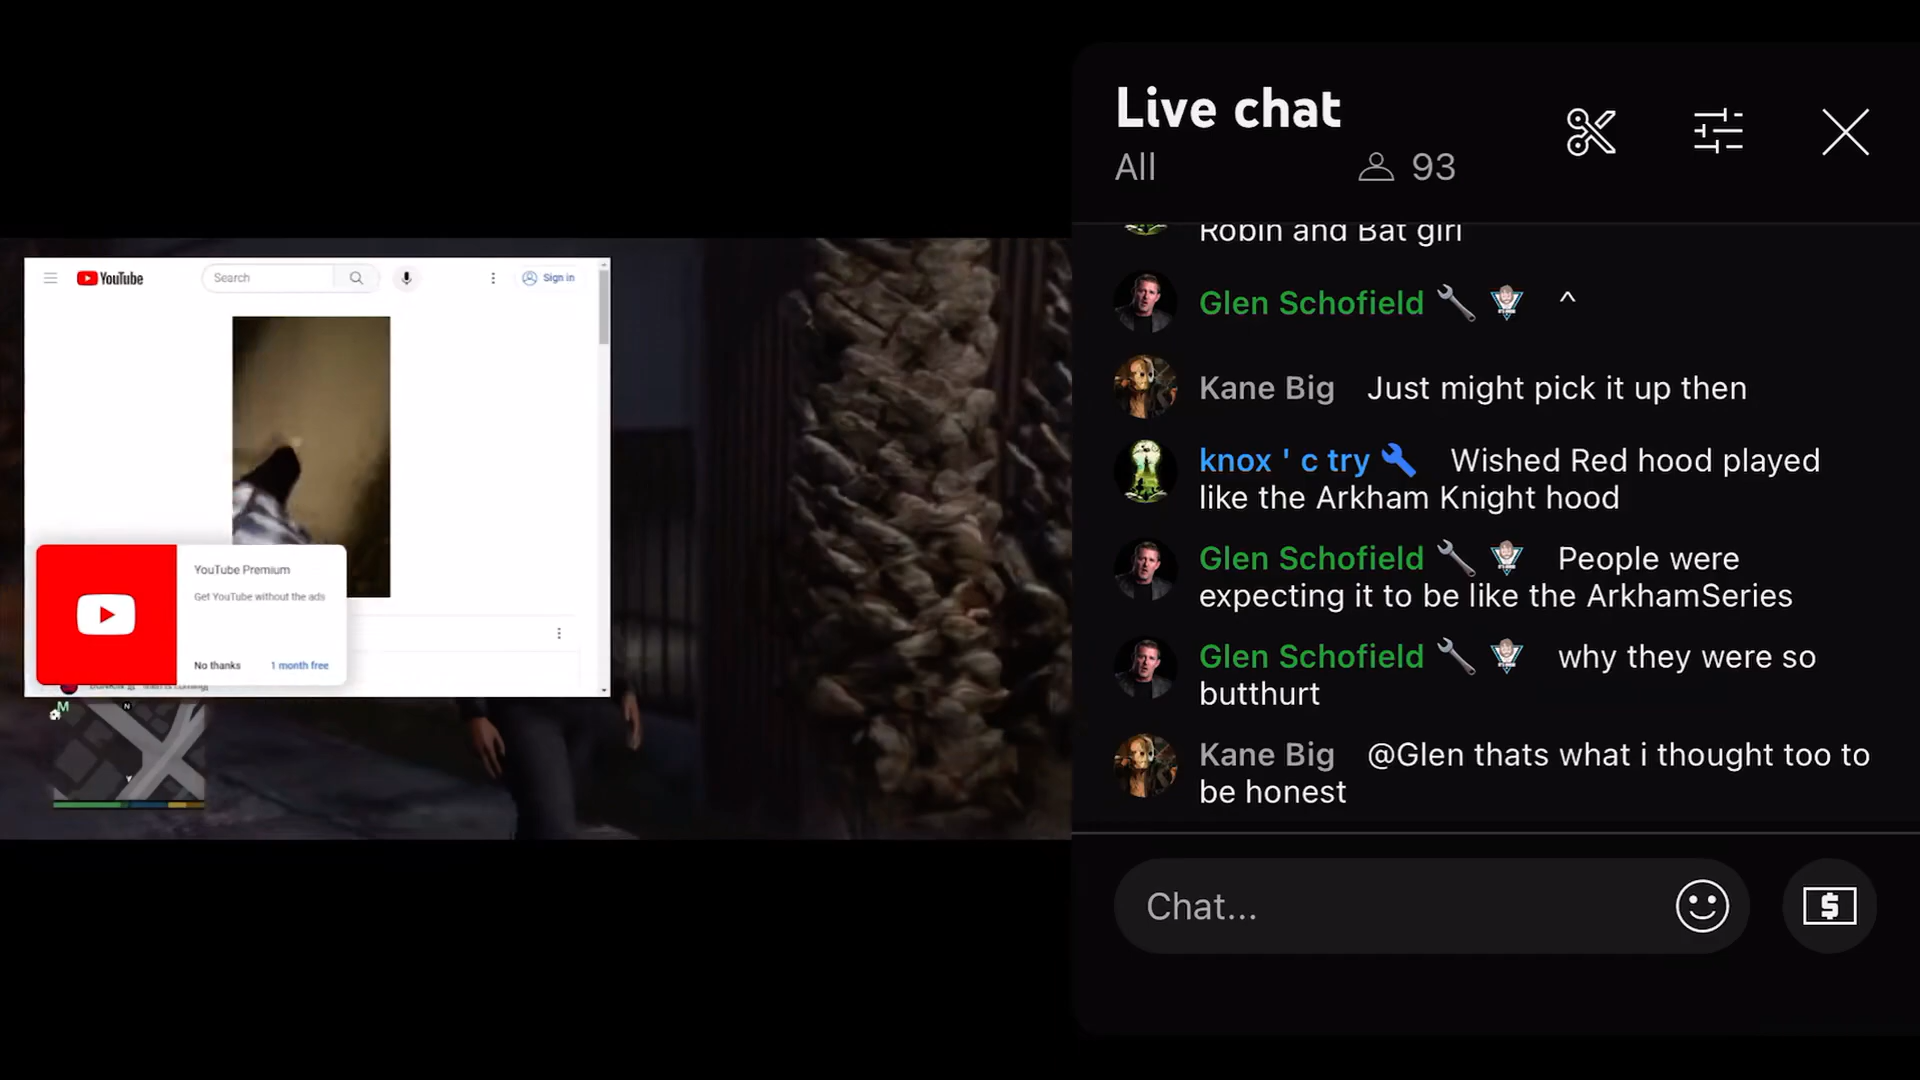 YouTube
Search
Sign in
YouTube Premium
Get YouTube without the ads
No thanks
1 month free
M
N
Live chat
All
93
Robin and Bat girl
Glen Schofield ^
Kane Big Just might pick it up then
knox ' c try Wished Red hood played
like the Arkham Knight hood
Glen Schofield People were
expecting it to be like the ArkhamSeries
Glen Schofield why they were so
butthurt
Kane Big @Glen thats what i thought too to
be honest
Chat...
$